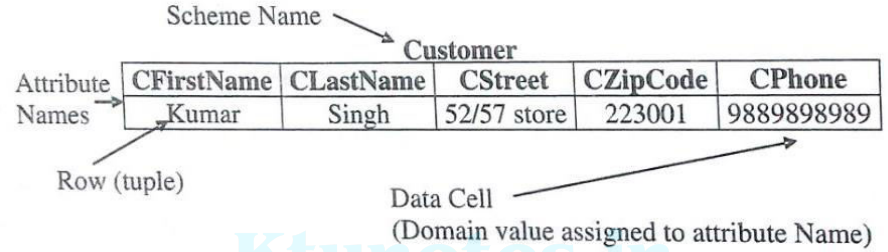 Scheme Name
Customer
Attribute Names
CFirstName CLastName CStreet CZipCode CPhone
Kumar Singh 52/57 store 223001 9889898989
Row (tuple)
Data Cell
(Domain value assigned to attribute Name)